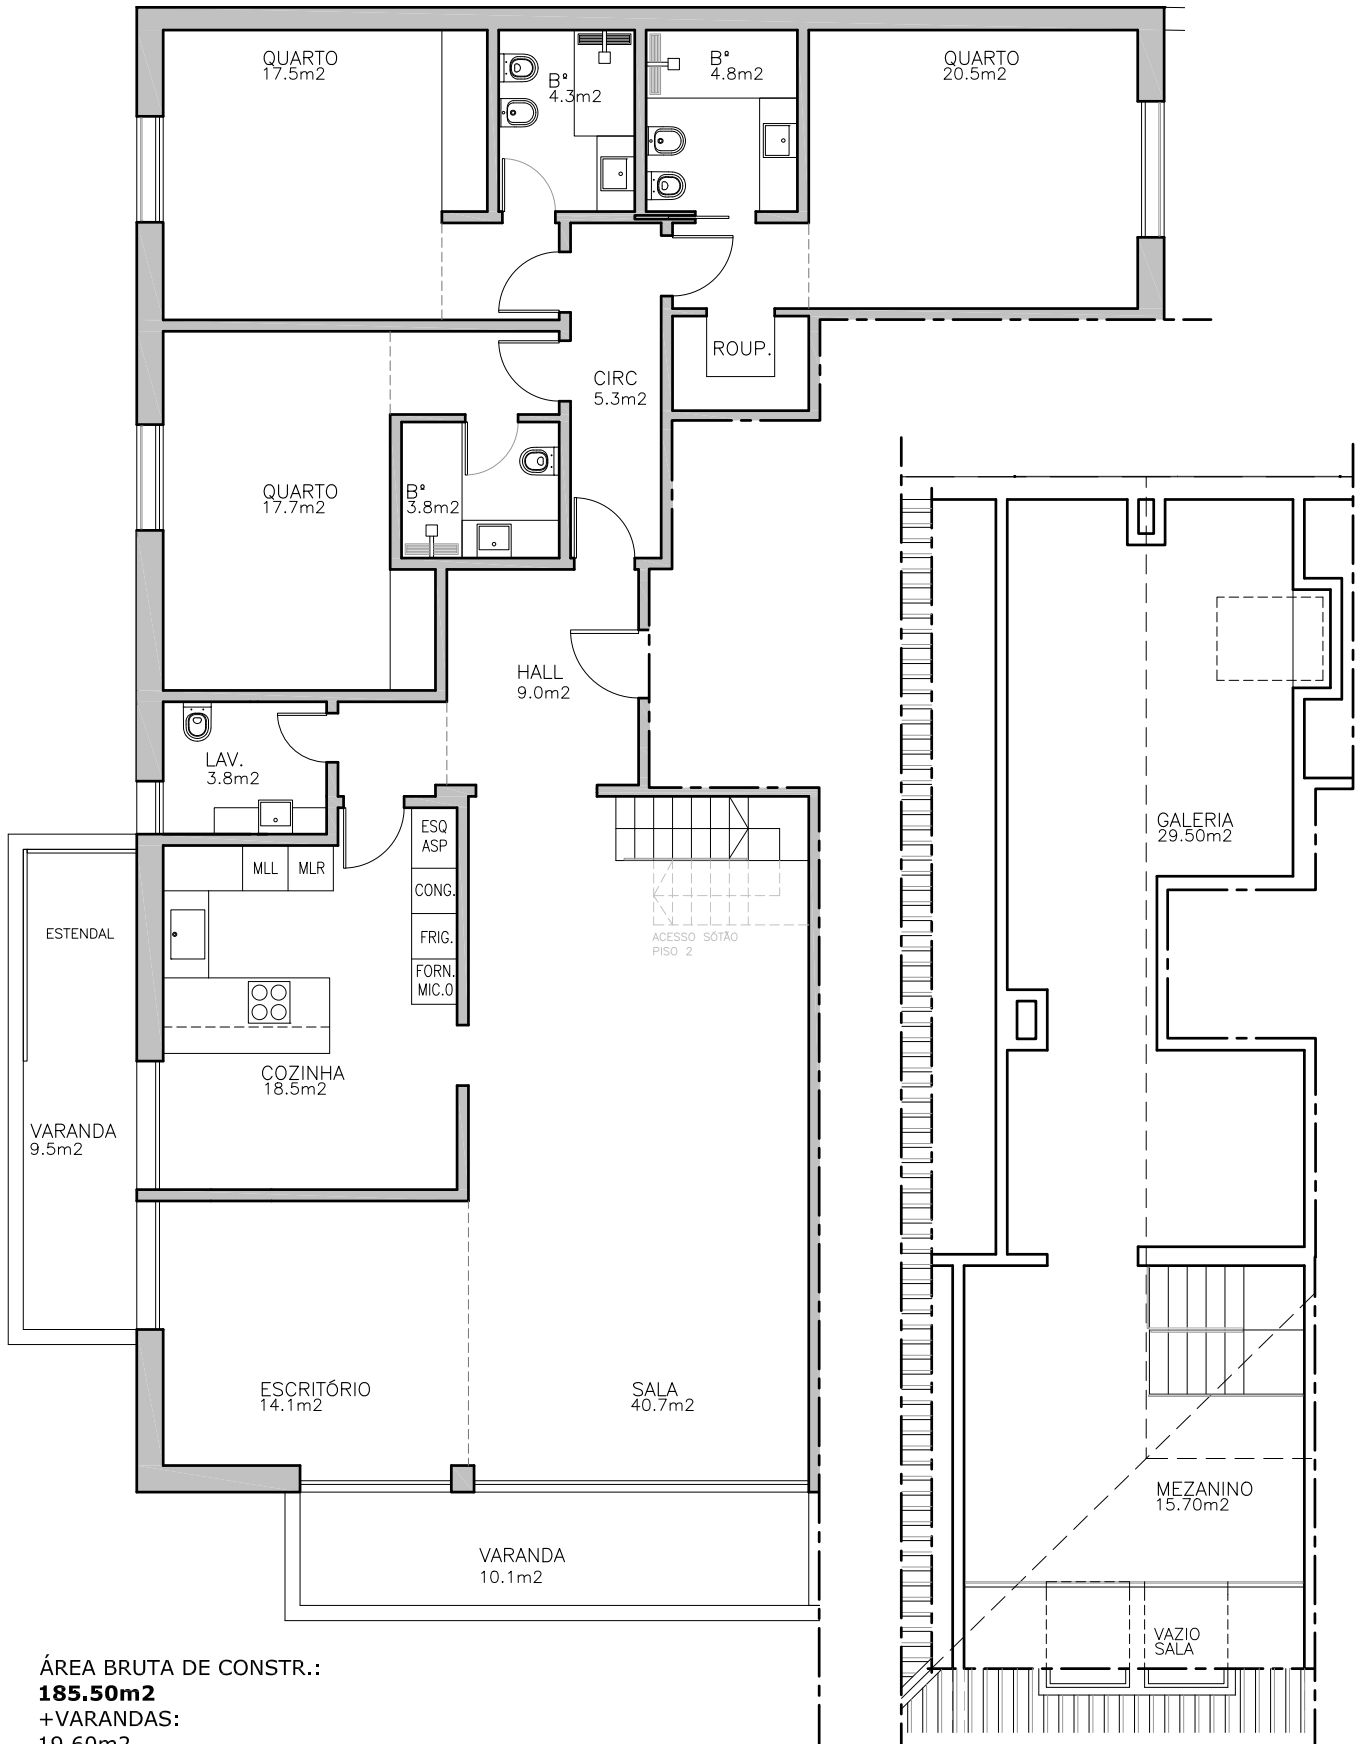 QUARTO
17.5m2
Bº
4.3m2
Bº
4.8m2
QUARTO
20.5m2
ROUP.
CIRC
5.3m2
QUARTO
17.7m2
Bº
3.8m2
HALL
9.0m2
LAV.
3.8m2
ESQ
ASP
MLL
MLR
CONG.
FRIG.
FORN.
MIC.O
ESTENDAL
ACESSO SÓTÃO
PISO 2
GALERIA
29.50m2
COZINHA
18.5m2
VARANDA
9.5m2
ESCRITÓRIO
14.1m2
SALA
40.7m2
MEZANINO
15.70m2
VARANDA
10.1m2
VAZIO
SALA
ÁREA BRUTA DE CONSTR.:
185.50m2
+VARANDAS:
19.60m2